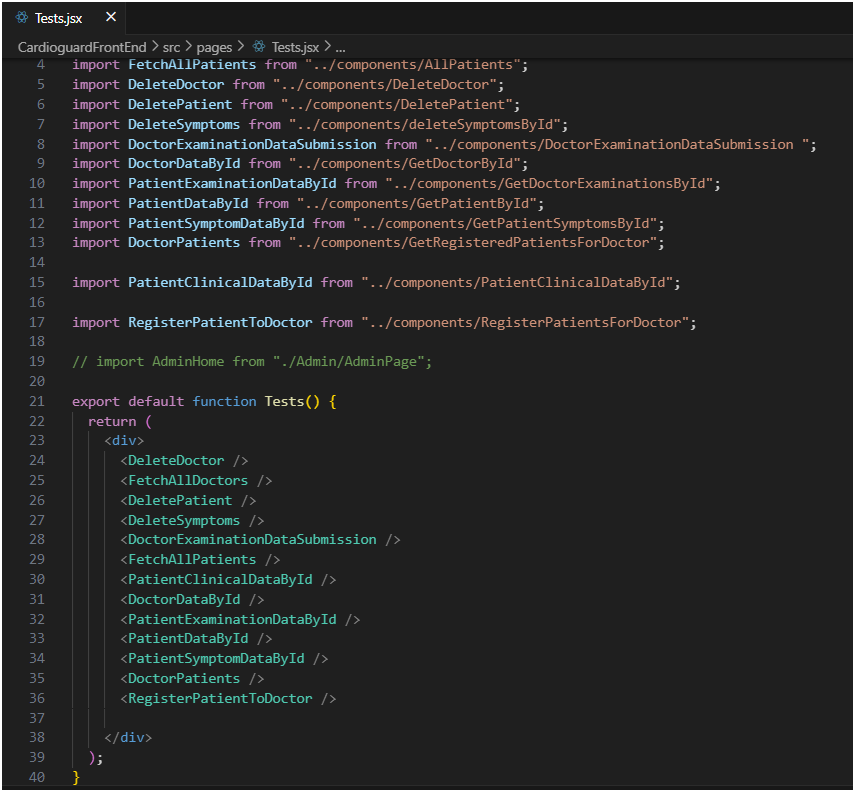 Tests.jsx ×
CardioguardFrontEnd > src > pages > Tests.jsx > ...
4 import FetchAllPatients from "../components/AllPatients";
5 import DeleteDoctor from "../components/DeleteDoctor";
6 import DeletePatient from "../components/DeletePatient";
7 import DeleteSymptoms from "../components/deleteSymptomsById";
8 import DoctorExaminationDataSubmission from "../components/DoctorExaminationDataSubmission ";
9 import DoctorDataById from "../components/GetDoctorById";
10 import PatientExaminationDataById from "../components/GetDoctorExaminationsById";
11 import PatientDataById from "../components/GetPatientById";
12 import PatientSymptomDataById from "../components/GetPatientSymptomsById";
13 import DoctorPatients from "../components/GetRegisteredPatientsForDoctor";
14
15 import PatientClinicalDataById from "../components/PatientClinicalDataById";
16
17 import RegisterPatientToDoctor from "../components/RegisterPatientsForDoctor";
18
19 // import AdminHome from "./Admin/AdminPage";
20
21 export default function Tests() {
22 return (
23 <div>
24 <DeleteDoctor />
25 <FetchAllDoctors />
26 <DeletePatient />
27 <DeleteSymptoms />
28 <DoctorExaminationDataSubmission />
29 <FetchAllPatients />
30 <PatientClinicalDataById />
31 <DoctorDataById />
32 <PatientExaminationDataById />
33 <PatientDataById />
34 <PatientSymptomDataById />
35 <DoctorPatients />
36 <RegisterPatientToDoctor />
37
38 </div>
39 );
40 }